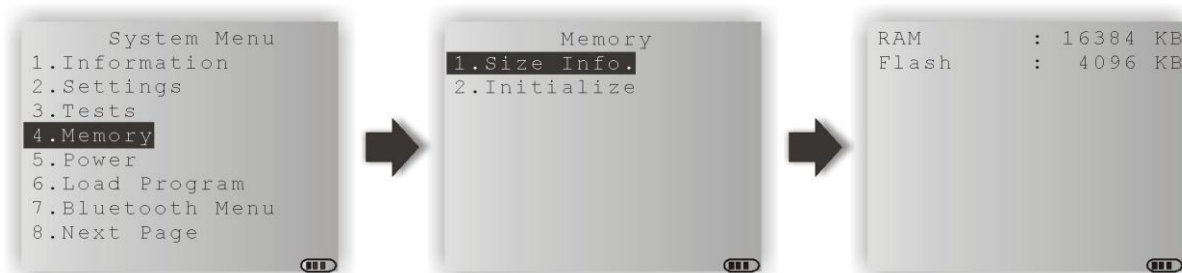 System Menu
1.Information
2.Settings
3.Tests
4.Memory
5.Power
6.Load Program
7.Bluetooth Menu
8.Next Page
Memory
1.Size Info.
2.Initialize
RAM : 16384 KB
Flash : 4096 KB